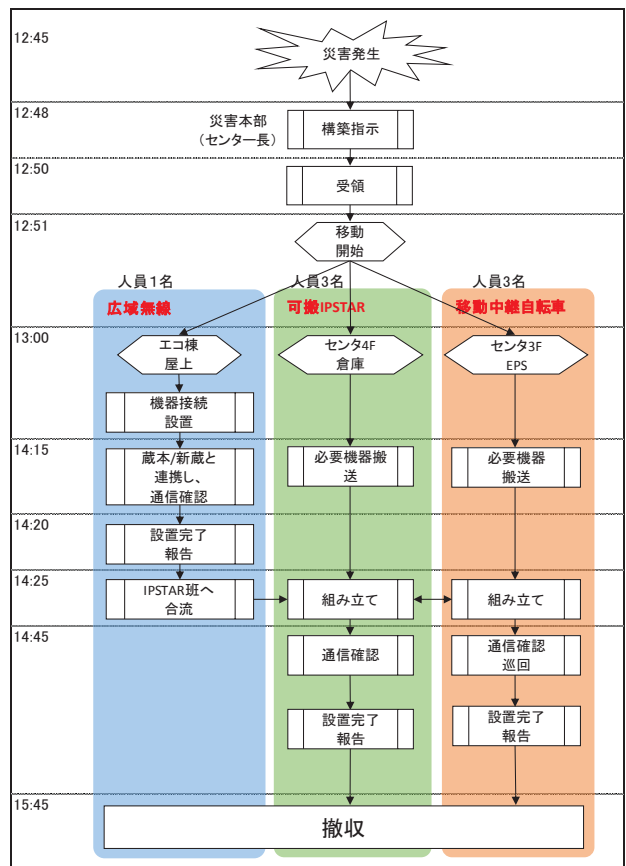 12:45
災害発生
12:48
災害本部
（センター長）
構築指示
12:50
受領
12:51
移動
開始
人員１名
人員3名
人員3名
広域無線
可搬IPSTAR
移動中継自転車
13:00
エコ棟
屋上
センタ4F
倉庫
センタ3F
EPS
機器接続
設置
14:15
蔵本/新蔵と
連携し、
通信確認
必要機器搬
送
必要機器
搬送
14:20
設置完了
報告
14:25
IPSTAR班へ
合流
組み立て
組み立て
14:45
通信確認
通信確認
巡回
設置完了
報告
設置完了
報告
15:45
撤収